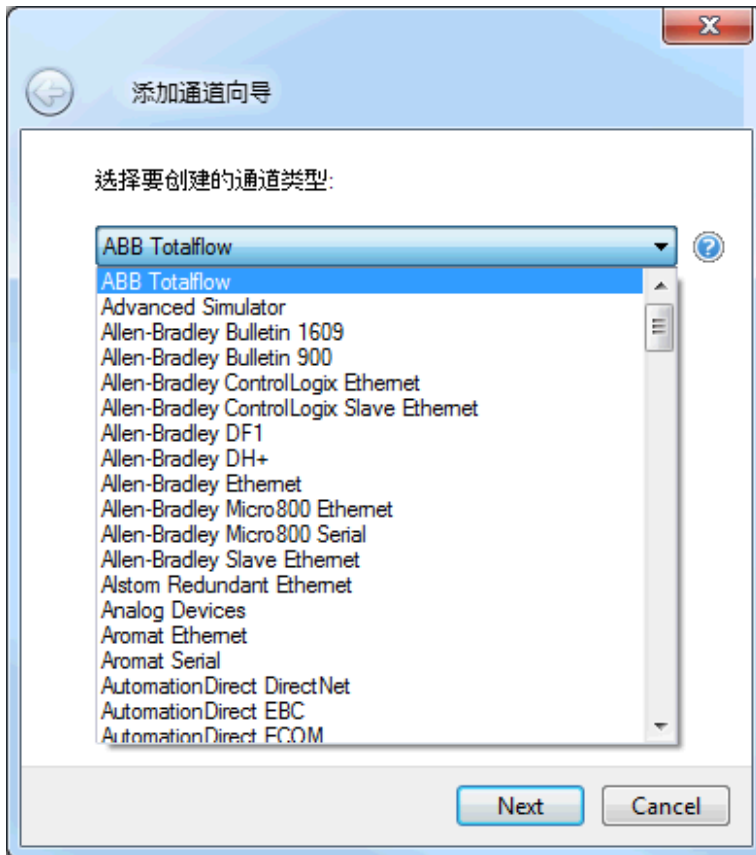 添加通道向导
选择要创建的通道类型:
ABB Totalflow
ABB Totalflow
Advanced Simulator
Allen-Bradley Bulletin 1609
Allen-Bradley Bulletin 900
Allen-Bradley ControlLogix Ethernet
Allen-Bradley ControlLogix Slave Ethernet
Allen-Bradley DF1
Allen-Bradley DH+
Allen-Bradley Ethernet
Allen-Bradley Micro800 Ethernet
Allen-Bradley Micro800 Serial
Allen-Bradley Slave Ethernet
Alstom Redundant Ethernet
Analog Devices
Aromat Ethernet
Aromat Serial
AutomationDirect DirectNet
AutomationDirect EBC
AutomationDirect ECOM
Next Cancel